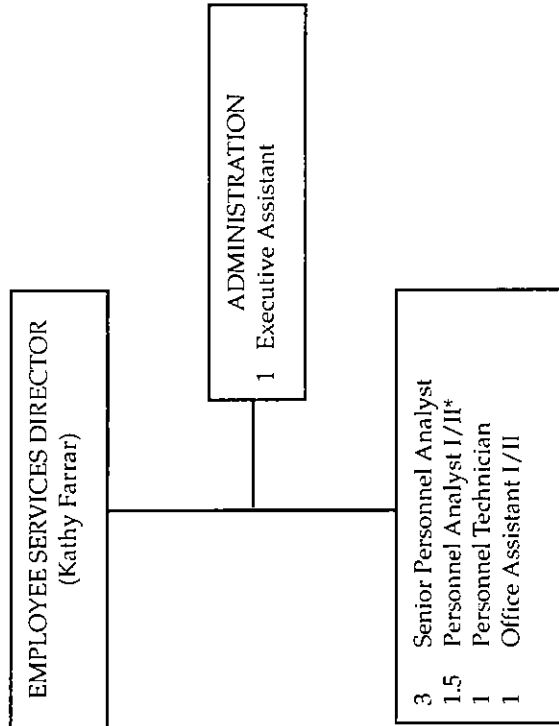 EMPLOYEE SERVICES DIRECTOR
(Kathy Farrar)
ADMINISTRATION
1 Executive Assistant
3 Senior Personnel Analyst
1.5 Personnel Analyst I/II*
1 Personnel Technician
1 Office Assistant I/II